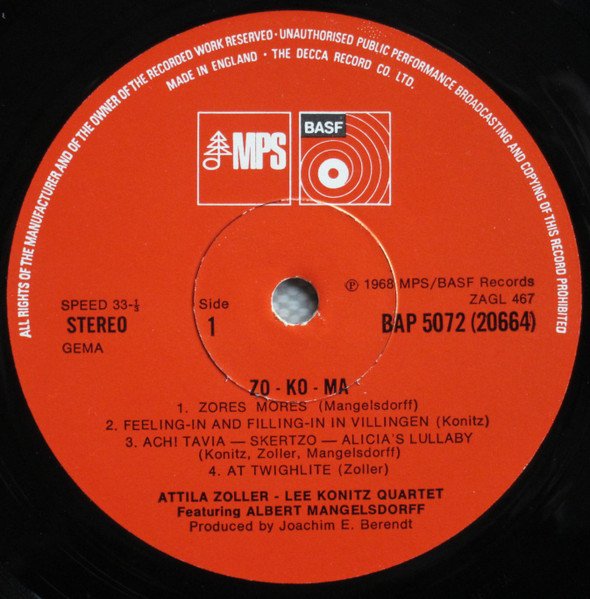 ALL RIGHTS OF THE MANUFACTURER AND OF THE OWNER OF THE RECORDED WORK RESERVED · UNAUTHORISED PUBLIC PERFORMANCE BROADCASTING AND COPYING OF THIS RECORD PROHIBITED
MADE IN ENGLAND · THE DECCA RECORD CO. LTD.
MPS
BASF
℗ 1968 MPS/BASF Records
ZAGL 467
BAP 5072 (20664)
SPEED 33-⅓
STEREO
GEMA
Side
1
ZO - KO - MA
1. ZORES MORES (Mangelsdorff)
2. FEELING-IN AND FILLING-IN IN VILLINGEN (Konitz)
3. ACH! TAVIA — SKERTZO — ALICIA'S LULLABY
(Konitz, Zoller, Mangelsdorff)
4. AT TWIGHLITE (Zoller)
ATTILA ZOLLER - LEE KONITZ QUARTET
Featuring ALBERT MANGELSDORFF
Produced by Joachim E. Berendt